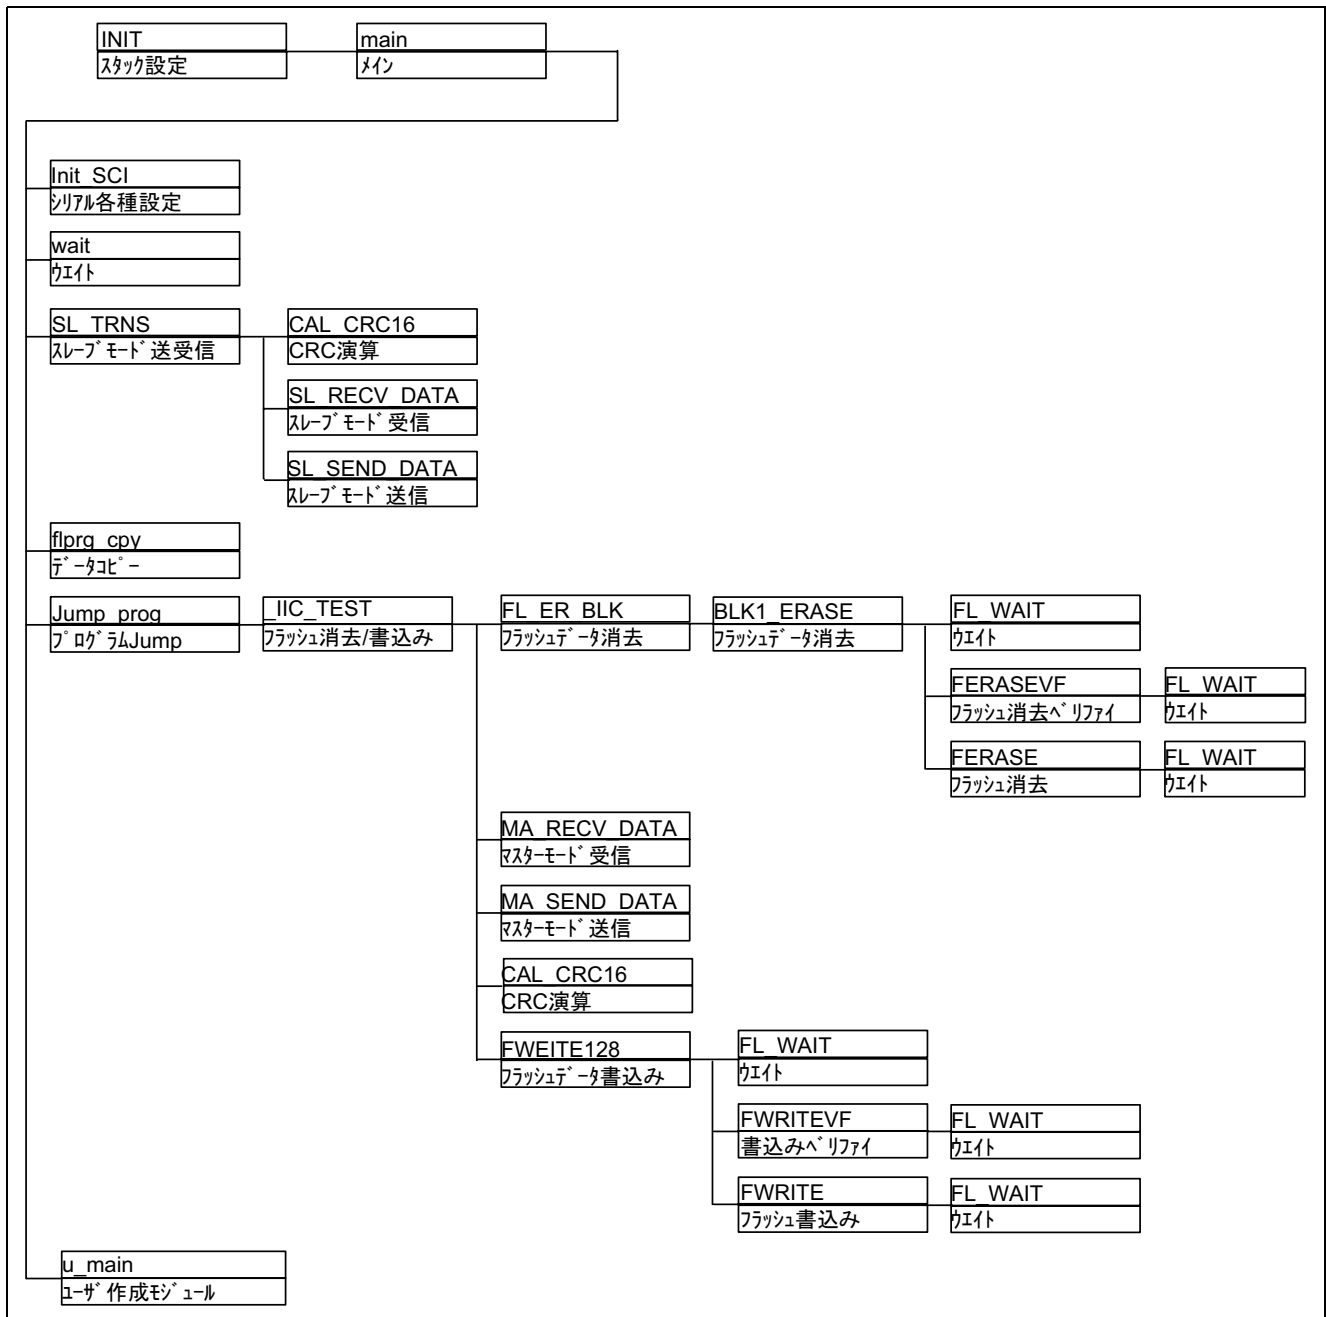 INIT
ｽﾀｯｸ設定
main
ﾒｲﾝ
Init_SCI
ｼﾘｱﾙ各種設定
wait
ｳｴｲﾄ
SL_TRNS
ｽﾚｰﾌﾞﾓｰﾄﾞ送受信
CAL_CRC16
CRC演算
SL_RECV_DATA
ｽﾚｰﾌﾞﾓｰﾄﾞ受信
SL_SEND_DATA
ｽﾚｰﾌﾞﾓｰﾄﾞ送信
flprg_cpy
ﾃﾞｰﾀｺﾋﾟｰ
Jump_prog
ﾌﾟﾛｸﾞﾗﾑJump
_IIC_TEST
ﾌﾗｯｼｭ消去/書込み
FL_ER_BLK
ﾌﾗｯｼｭﾃﾞｰﾀ消去
BLK1_ERASE
ﾌﾗｯｼｭﾃﾞｰﾀ消去
FL_WAIT
ｳｴｲﾄ
FERASEVF
ﾌﾗｯｼｭ消去ﾍﾞﾘﾌｧｲ
FL_WAIT
ｳｴｲﾄ
FERASE
ﾌﾗｯｼｭ消去
FL_WAIT
ｳｴｲﾄ
MA_RECV_DATA
ﾏｽﾀｰﾓｰﾄﾞ受信
MA_SEND_DATA
ﾏｽﾀｰﾓｰﾄﾞ送信
CAL_CRC16
CRC演算
FWEITE128
ﾌﾗｯｼｭﾃﾞｰﾀ書込み
FL_WAIT
ｳｴｲﾄ
FWRITEVF
書込みﾍﾞﾘﾌｧｲ
FL_WAIT
ｳｴｲﾄ
FWRITE
ﾌﾗｯｼｭ書込み
FL_WAIT
ｳｴｲﾄ
u_main
ﾕｰｻﾞ作成ﾓｼﾞｭｰﾙ